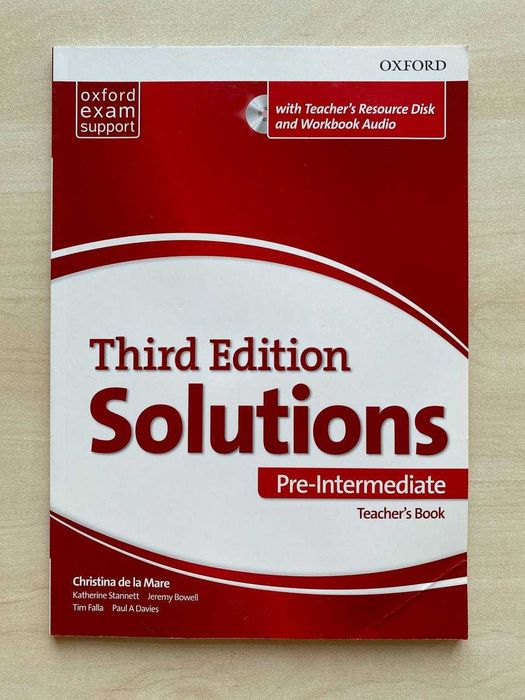 OXFORD
oxford
exam
support
with Teacher's Resource Disk
and Workbook Audio
Third Edition
Solutions
Pre-Intermediate
Teacher's Book
Christina de la Mare
Katherine Stannett Jeremy Bowell
Tim Falla Paul A Davies